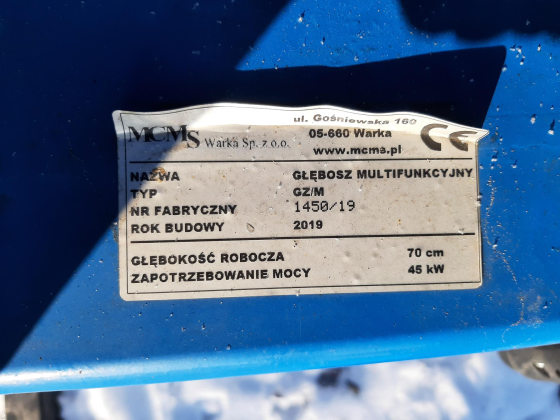 ul. Gośniewska 160
MCMS Warka Sp. z o.o. 05-660 Warka CE
www.mcms.pl
NAZWA GŁĘBOSZ MULTIFUNKCYJNY
TYP GZ/M
NR FABRYCZNY 1450/19
ROK BUDOWY 2019
GŁĘBOKOŚĆ ROBOCZA 70 cm
ZAPOTRZEBOWANIE MOCY 45 kW